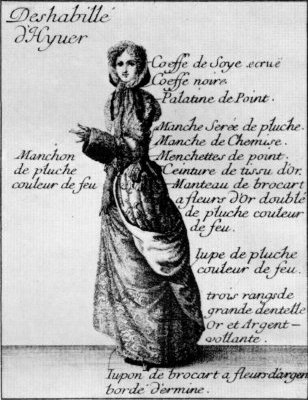 Deshabillé
d'Hyuer
Coeffe de Soye ecrue
Coeffe noire.
Palatine de Point.
Manche Serée de pluche.
Manche de Chemise.
Menchettes de point.
Ceinture de tissu d'or.
Manteau de brocart
a fleurs d'Or doublé
de pluche couleur
de feu.
Manchon
de pluche
couleur de feu
Iupe de pluche
couleur de feu.
trois rangs de
grande dentelle
Or et Argent
vollante.
Iupon de brocart a fleurs d'argent
bordé d'ermine.